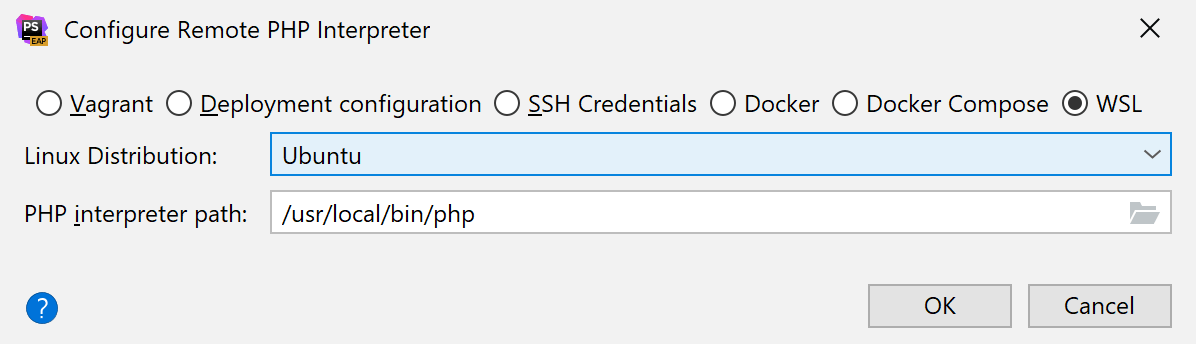 PS
EAP
Configure Remote PHP Interpreter
Vagrant Deployment configuration SSH Credentials Docker Docker Compose WSL
Linux Distribution: Ubuntu
PHP interpreter path: /usr/local/bin/php
? OK Cancel